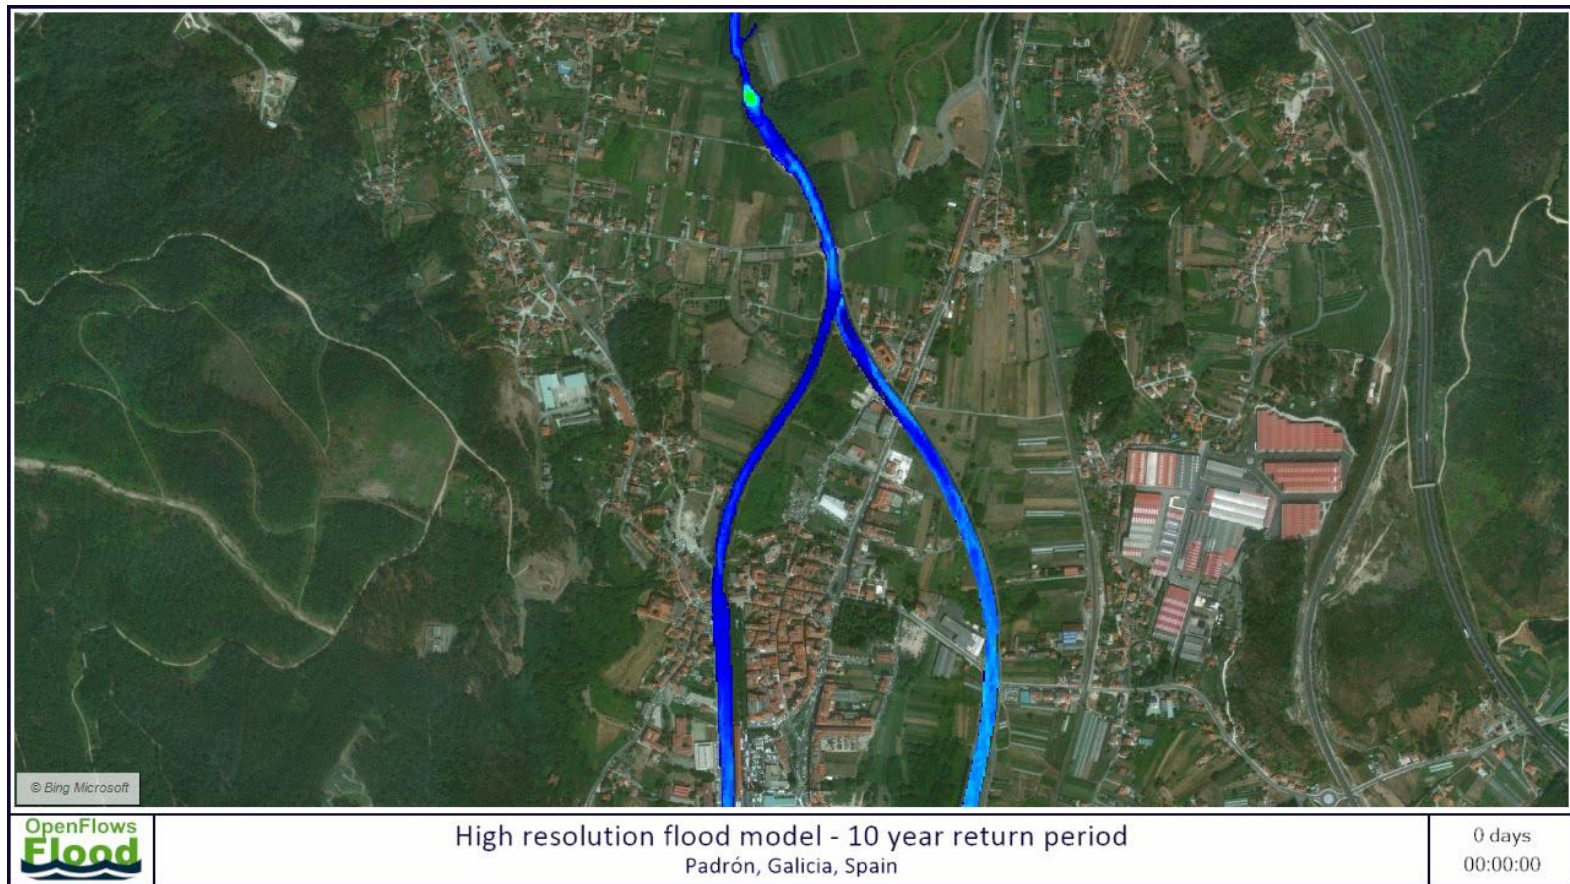 © Bing Microsoft
OpenFlows
Flood
High resolution flood model - 10 year return period
Padrón, Galicia, Spain
0 days
00:00:00